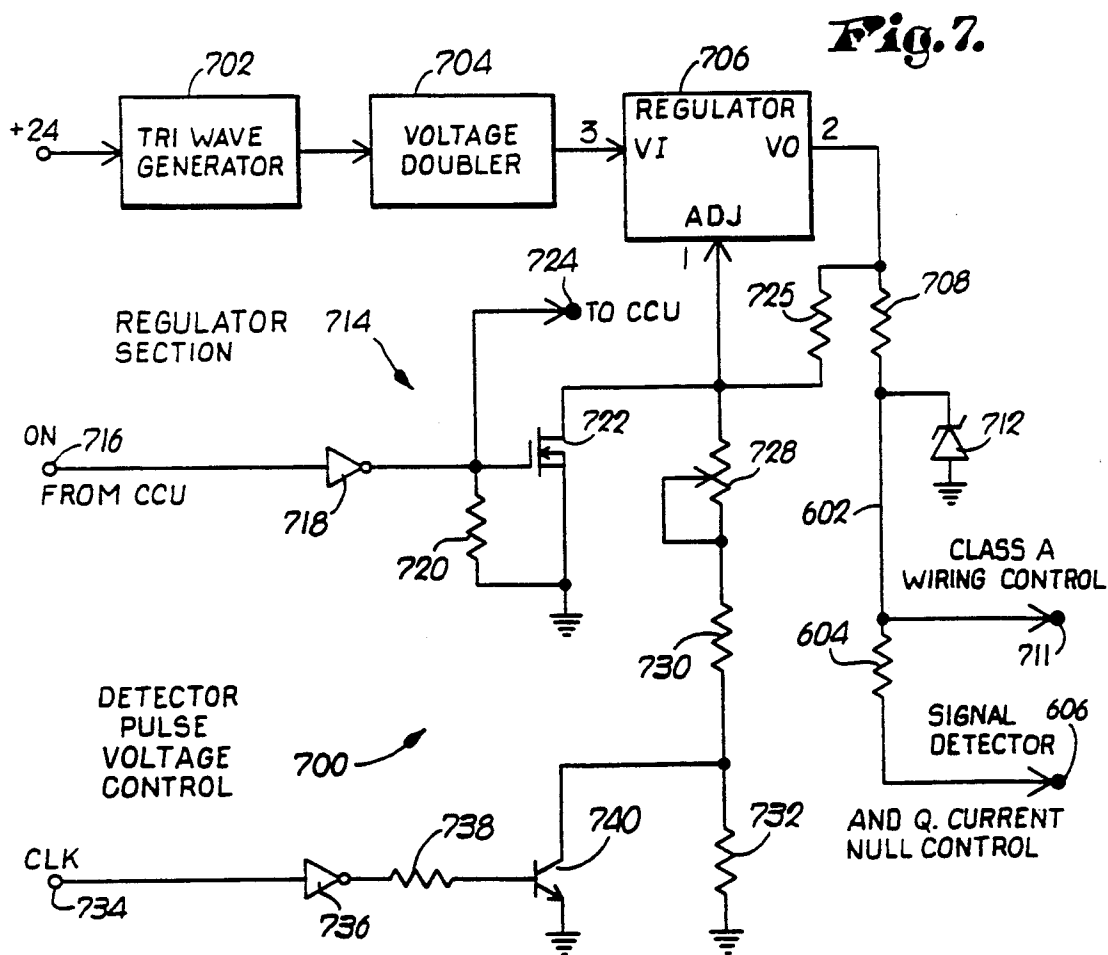 Fig. 7.
702
704
706
+24
TRI WAVE
GENERATOR
VOLTAGE
DOUBLER
3
REGULATOR
VI
VO
2
ADJ
1
724
TO CCU
725
708
REGULATOR
SECTION
714
ON
716
FROM CCU
718
720
722
728
712
602
CLASS A
WIRING CONTROL
711
604
730
DETECTOR
PULSE
VOLTAGE
CONTROL
700
SIGNAL
DETECTOR
606
AND Q. CURRENT
NULL CONTROL
CLK
734
736
738
740
732